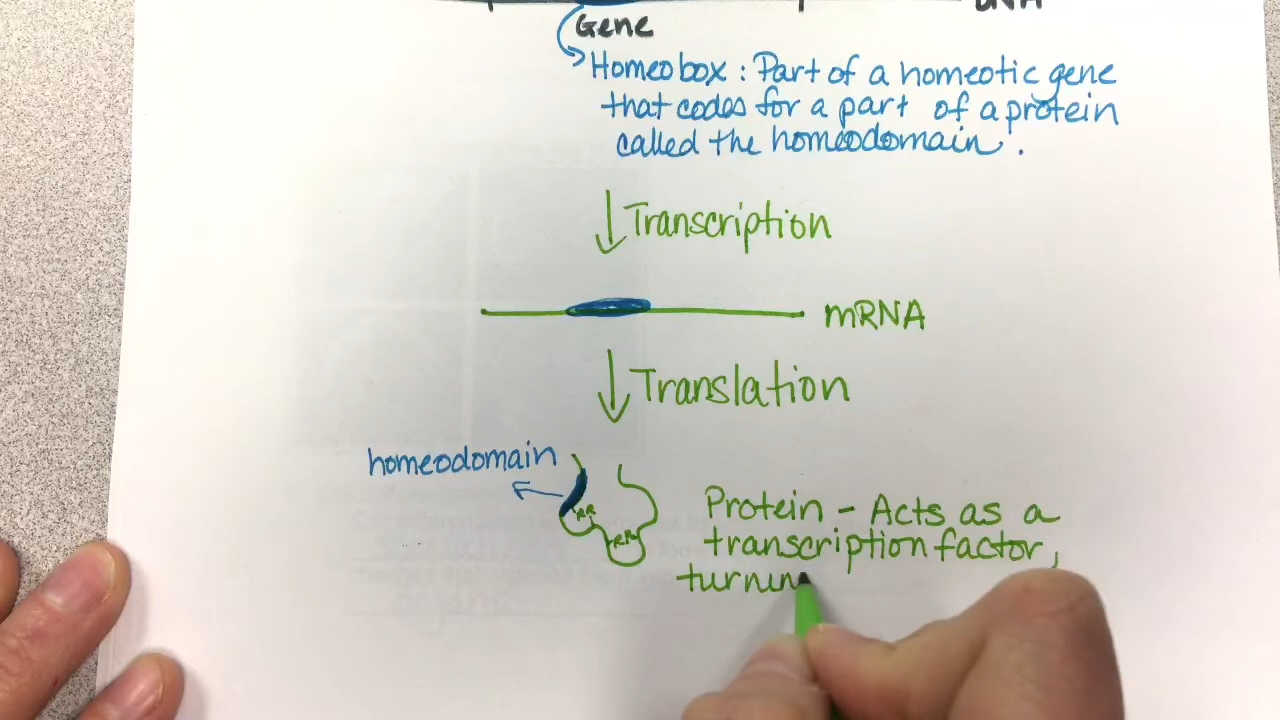 DNA
Gene
Homeobox : Part of a homeotic gene
that codes for a part of a protein
called the homeodomain .
Transcription
mRNA
Translation
homeodomain
Protein - Acts as a
transcription factor,
turnin